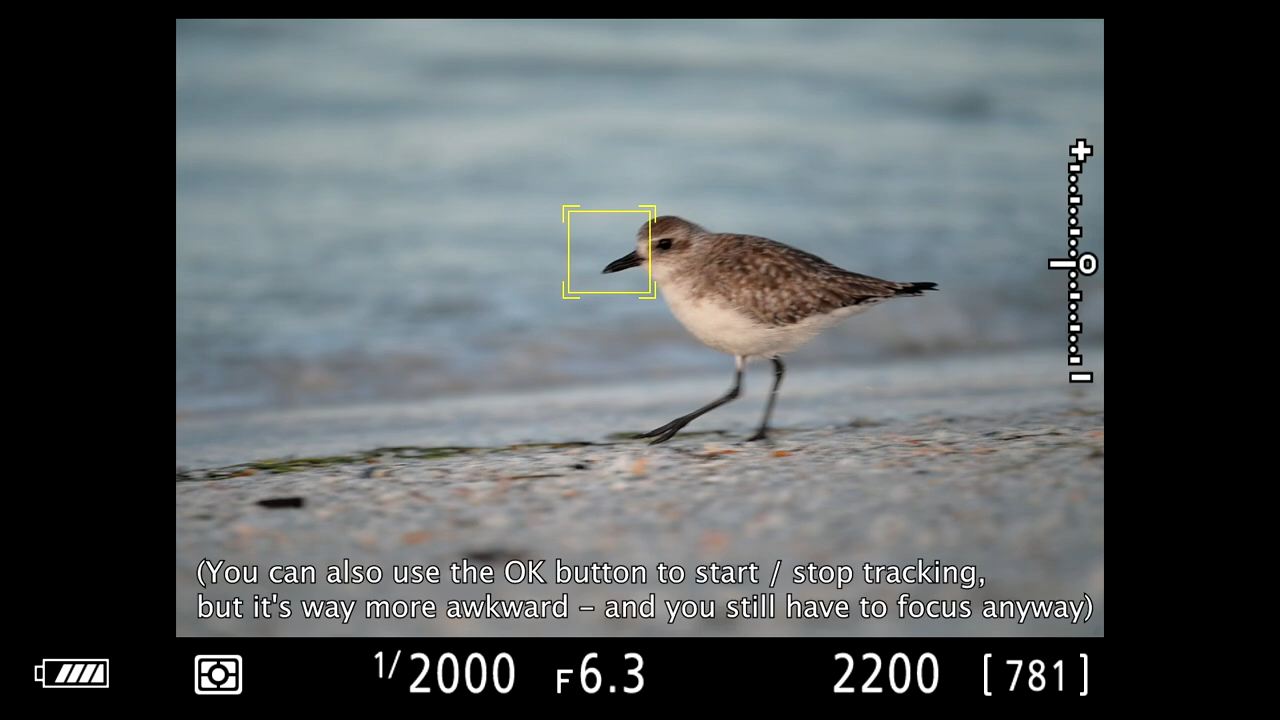 (You can also use the OK button to start / stop tracking,
but it's way more awkward – and you still have to focus anyway)
1/2000 F6.3 2200 [781]